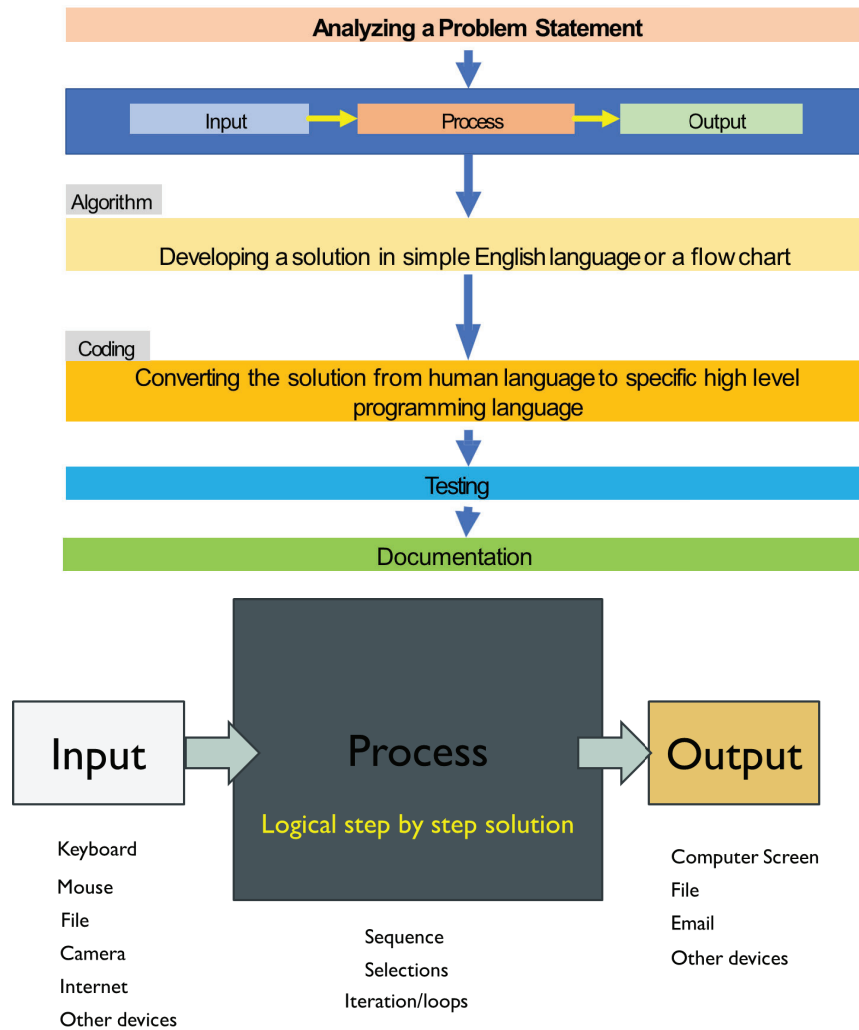 Analyzing a Problem Statement
Input
Process
Output
Algorithm
Developing a solution in simple English language or a flow chart
Coding
Converting the solution from human language to specific high level
programming language
Testing
Documentation
Input
Process
Output
Logical step by step solution
Keyboard
Mouse
File
Camera
Internet
Other devices
Sequence
Selections
Iteration/loops
Computer Screen
File
Email
Other devices